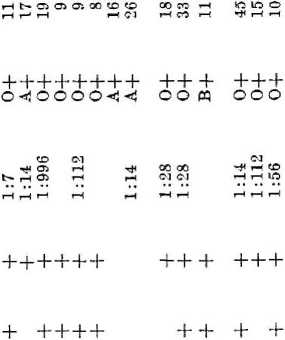 + + 1:7 O+ 11
+ 1:14 A+ 17
+ + 1:996 O+ 19
+ + O+ 9
+ + 1:112 O+ 9
+ + O+ 8
A+ 16
1:14 A+ 26
+ 1:28 O+ 18
+ 1:28 O+ 33
+ + B+ 11
+ + 1:14 O+ 45
+ 1:112 O+ 15
+ + 1:56 O+ 10